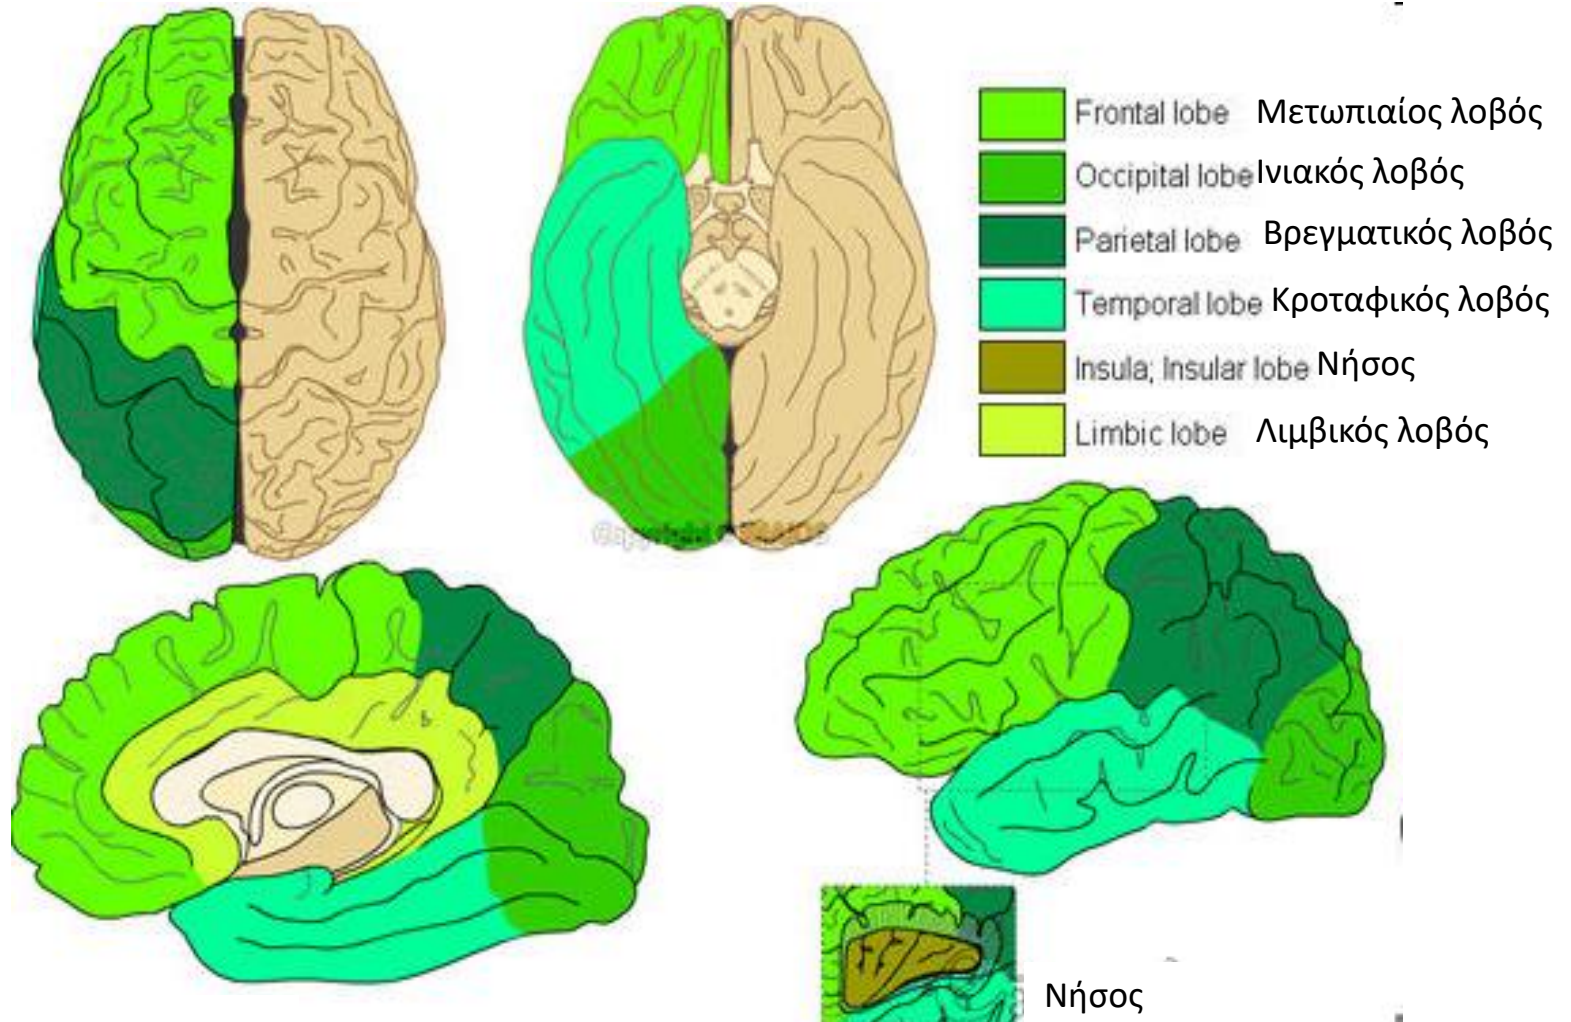 Frontal lobe Μετωπιαίος λοβός
Occipital lobe Ινιακός λοβός
Parietal lobe Βρεγματικός λοβός
Temporal lobe Κροταφικός λοβός
Insula; Insular lobe Νήσος
Limbic lobe Λιμβικός λοβός
Copyright
Νήσος